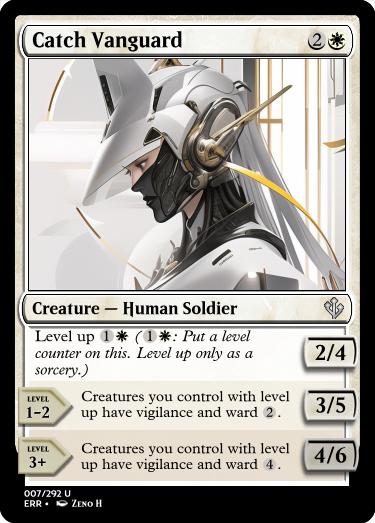 Catch Vanguard 2
Creature — Human Soldier
Level up 1 ( 1 : Put a level
counter on this. Level up only as a
sorcery.)
2/4
LEVEL
1-2
Creatures you control with level
up have vigilance and ward 2 .
3/5
LEVEL
3+
Creatures you control with level
up have vigilance and ward 4 .
4/6
007/292 U
ERR • Zeno H